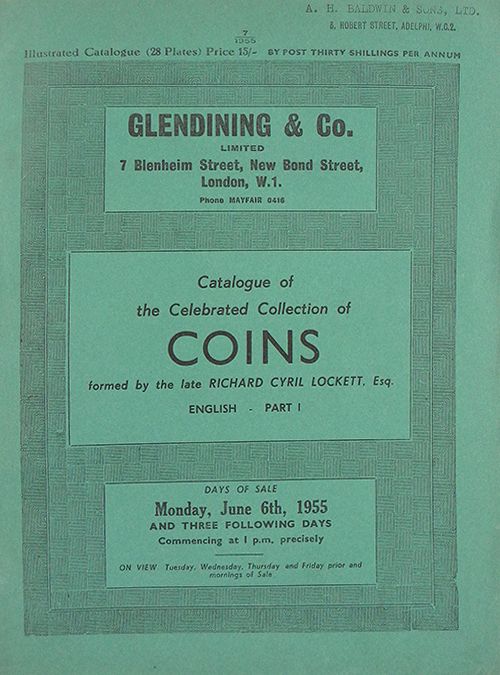 A. H. BALDWIN & SONS, LTD.
3, ROBERT STREET, ADELPHI, W.C.2.
7
1955
Illustrated Catalogue (28 Plates) Price 15/- BY POST THIRTY SHILLINGS PER ANNUM
GLENDINING & Co.
LIMITED
7 Blenheim Street, New Bond Street,
London, W.1.
Phone MAYFAIR 0416
Catalogue of
the Celebrated Collection of
COINS
formed by the late RICHARD CYRIL LOCKETT, Esq.
ENGLISH - PART I
DAYS OF SALE
Monday, June 6th, 1955
AND THREE FOLLOWING DAYS
Commencing at 1 p.m. precisely
ON VIEW Tuesday, Wednesday, Thursday and Friday prior and
mornings of Sale